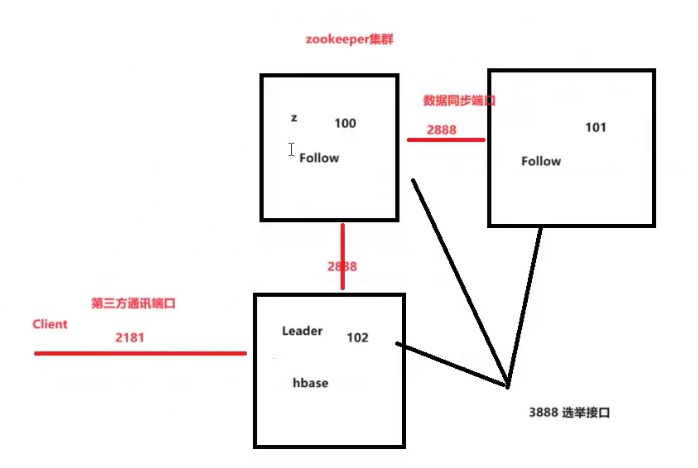 zookeeper集群
数据同步端口
z
100
2888
101
Follow
Follow
2888
第三方通讯端口
Client
2181
Leader
102
hbase
3888 选举接口